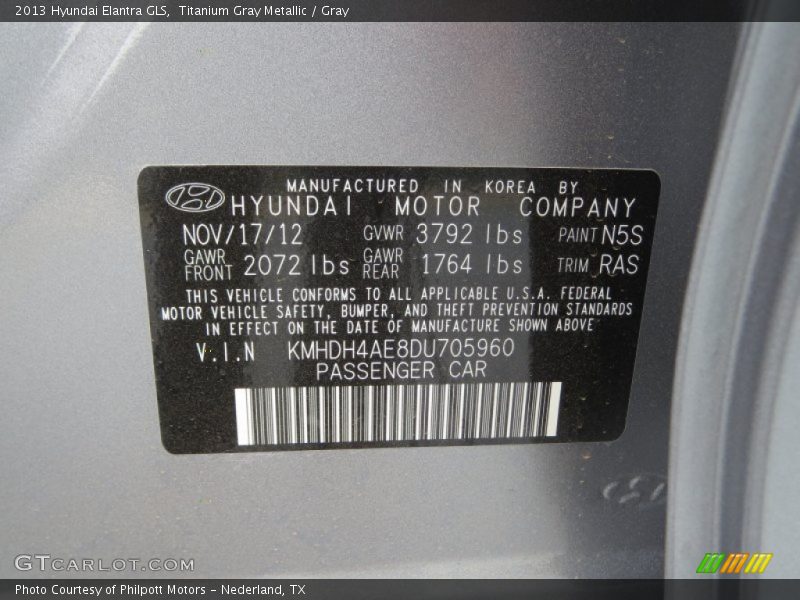 2013 Hyundai Elantra GLS, Titanium Gray Metallic / Gray
MANUFACTURED IN KOREA BY
HYUNDAI MOTOR COMPANY
NOV/17/12 GVWR 3792 lbs PAINT N5S
GAWR FRONT 2072 lbs GAWR REAR 1764 lbs TRIM RAS
THIS VEHICLE CONFORMS TO ALL APPLICABLE U.S.A. FEDERAL
MOTOR VEHICLE SAFETY, BUMPER, AND THEFT PREVENTION STANDARDS
IN EFFECT ON THE DATE OF MANUFACTURE SHOWN ABOVE
V.I.N KMHDH4AE8DU705960
PASSENGER CAR
GTCARLOT.COM
Photo Courtesy of Philpott Motors - Nederland, TX